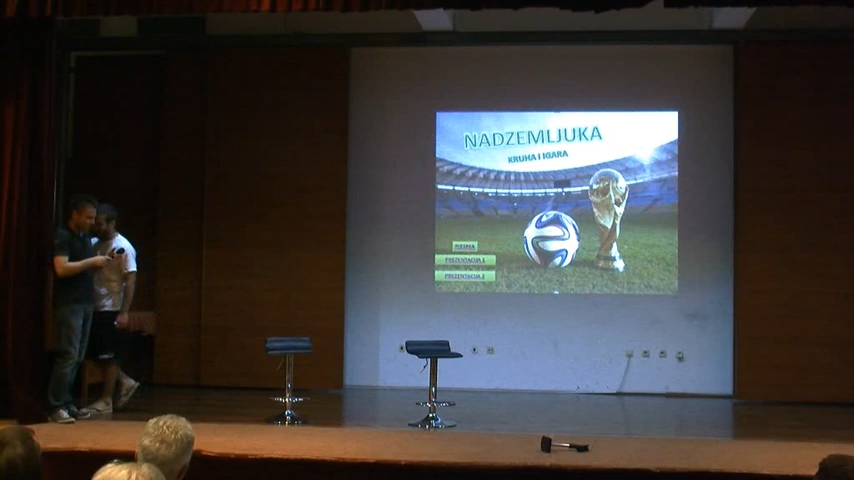 NADZEMLJUKA
KRUHA I IGARA
PJESMA
PREZENTACIJA 1
PREZENTACIJA 2